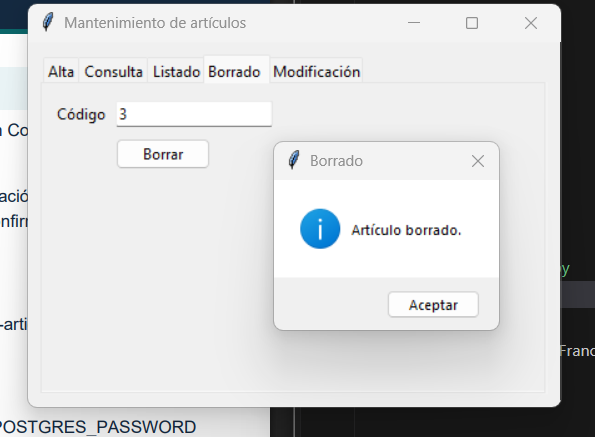 Mantenimiento de artículos
Alta Consulta Listado Borrado Modificación
Código 3
Borrar
Borrado
Artículo borrado.
Aceptar
POSTGRES_PASSWORD